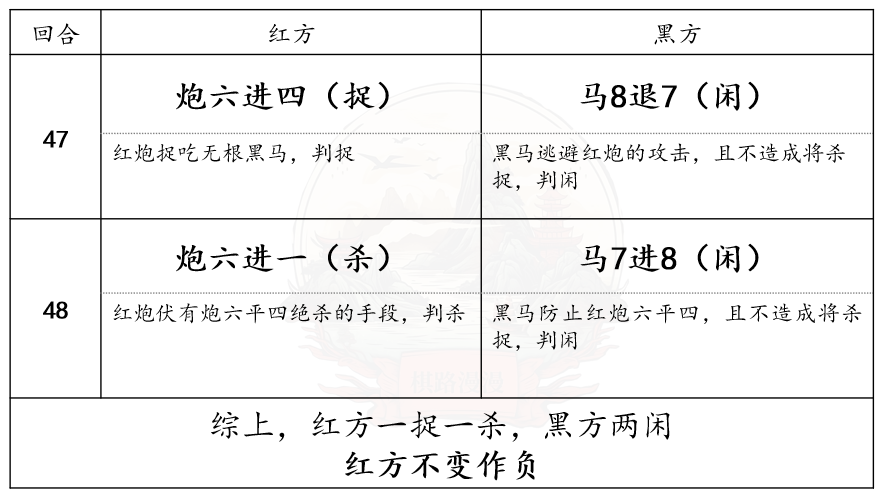 回合 红方 黑方
47 炮六进四（捉） 马8退7（闲）
红炮捉吃无根黑马，判捉
黑马逃避红炮的攻击，且不造成将杀
捉，判闲
48 炮六进一（杀） 马7进8（闲）
红炮伏有炮六平四绝杀的手段，判杀
黑马防止红炮六平四，且不造成将杀
捉，判闲
棋路漫漫
综上，红方一捉一杀，黑方两闲
红方不变作负